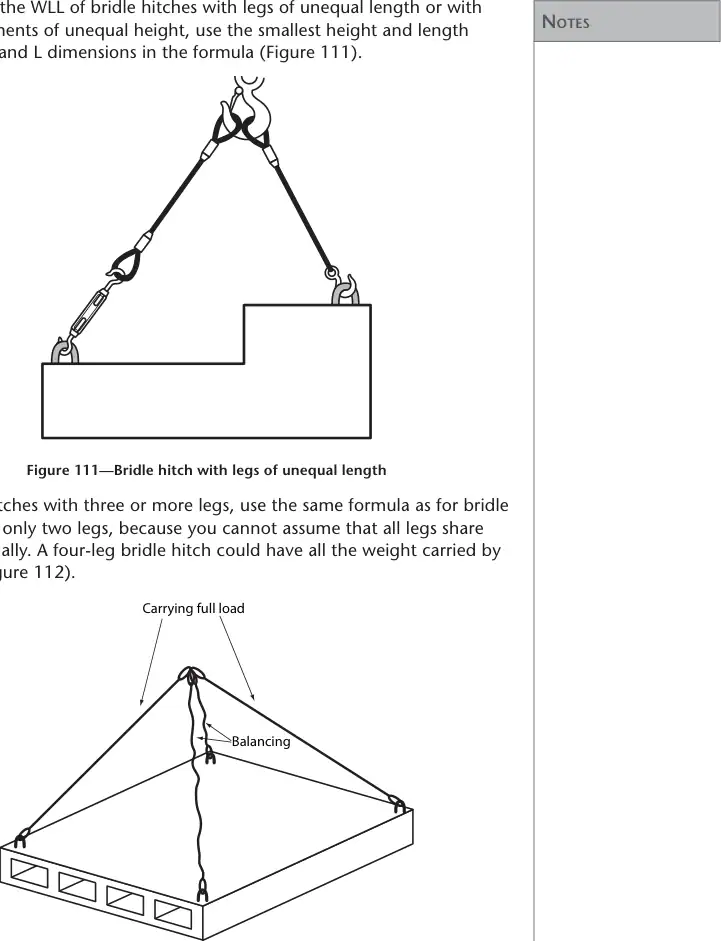 the WLL of bridle hitches with legs of unequal length or with
ments of unequal height, use the smallest height and length
and L dimensions in the formula (Figure 111).
NOTES
Figure 111—Bridle hitch with legs of unequal length
tches with three or more legs, use the same formula as for bridle
only two legs, because you cannot assume that all legs share
ally. A four-leg bridle hitch could have all the weight carried by
gure 112).
Carrying full load
Balancing